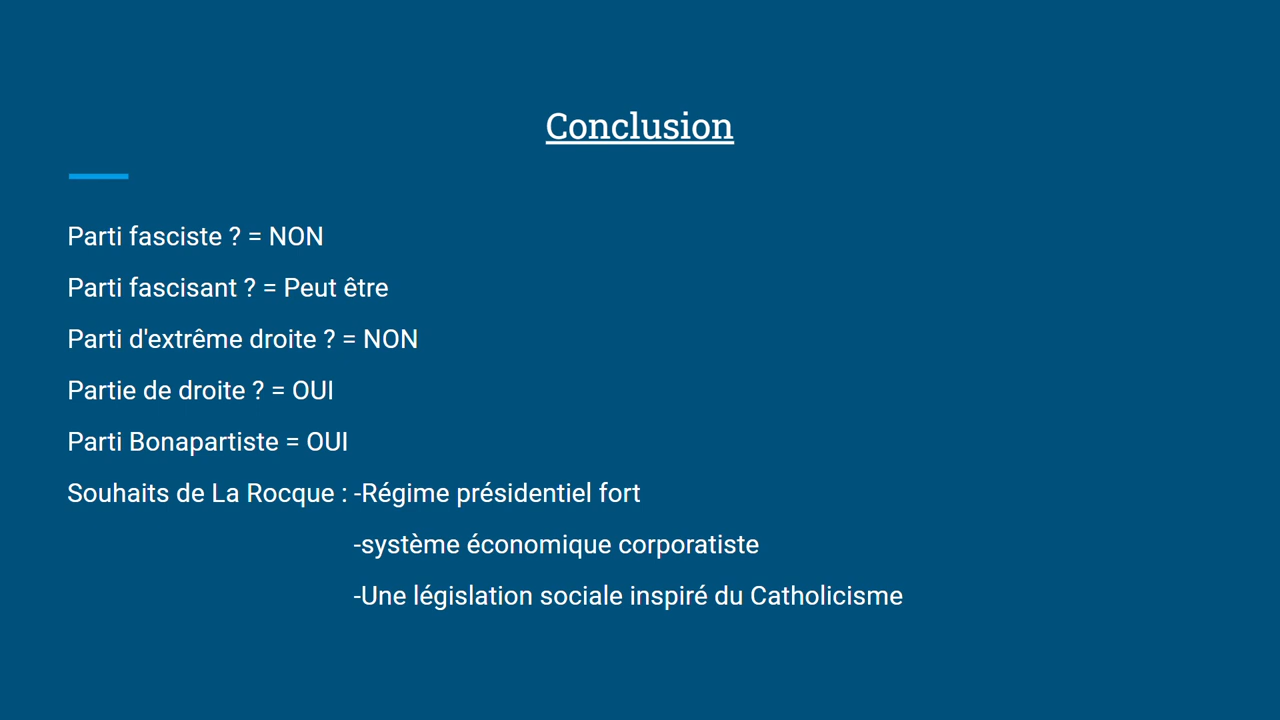 Conclusion
Parti fasciste ? = NON
Parti fascisant ? = Peut être
Parti d'extrême droite ? = NON
Partie de droite ? = OUI
Parti Bonapartiste = OUI
Souhaits de La Rocque : -Régime présidentiel fort
-système économique corporatiste
-Une législation sociale inspiré du Catholicisme